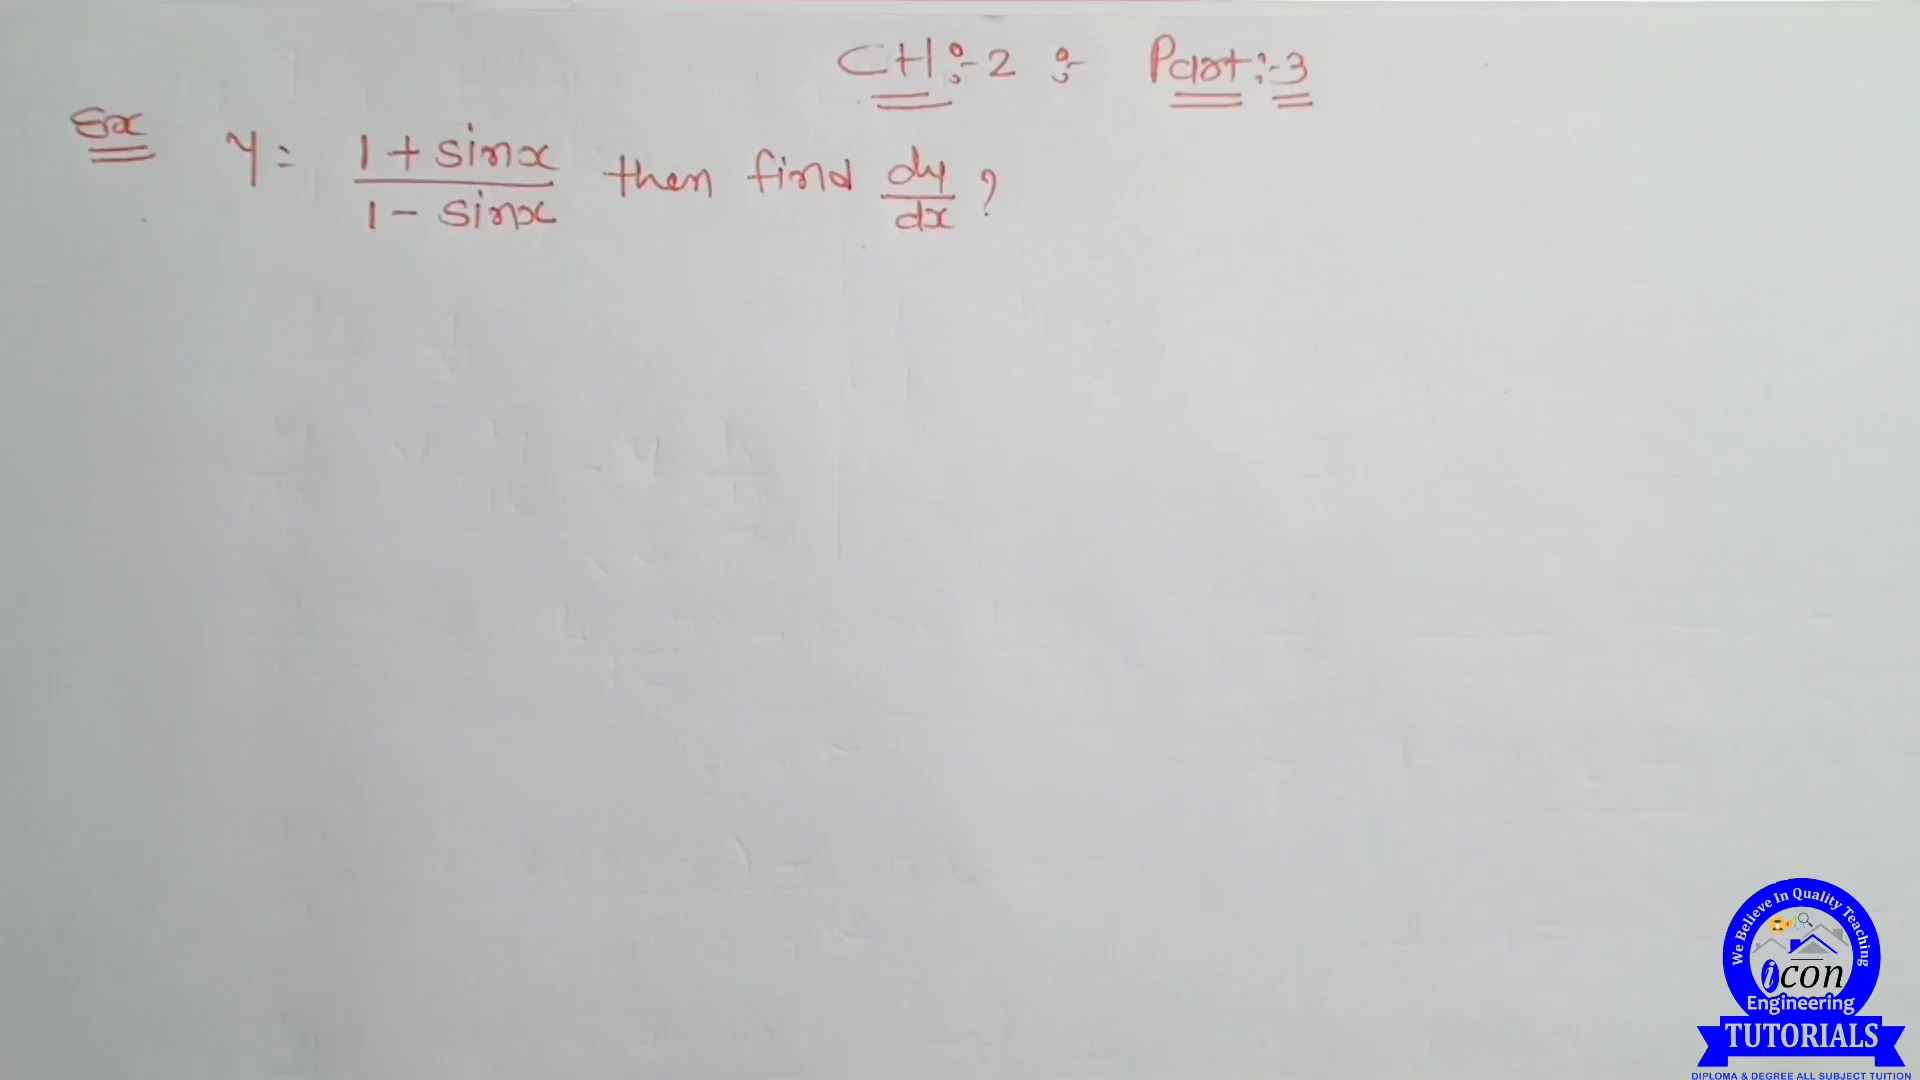 CH:-2 :- Part:-3
Ex y = 1 + sinx / 1 - sinx then find dy/dx ?
We Believe In Quality Teaching
icon
Engineering
TUTORIALS
DIPLOMA & DEGREE ALL SUBJECT TUITION